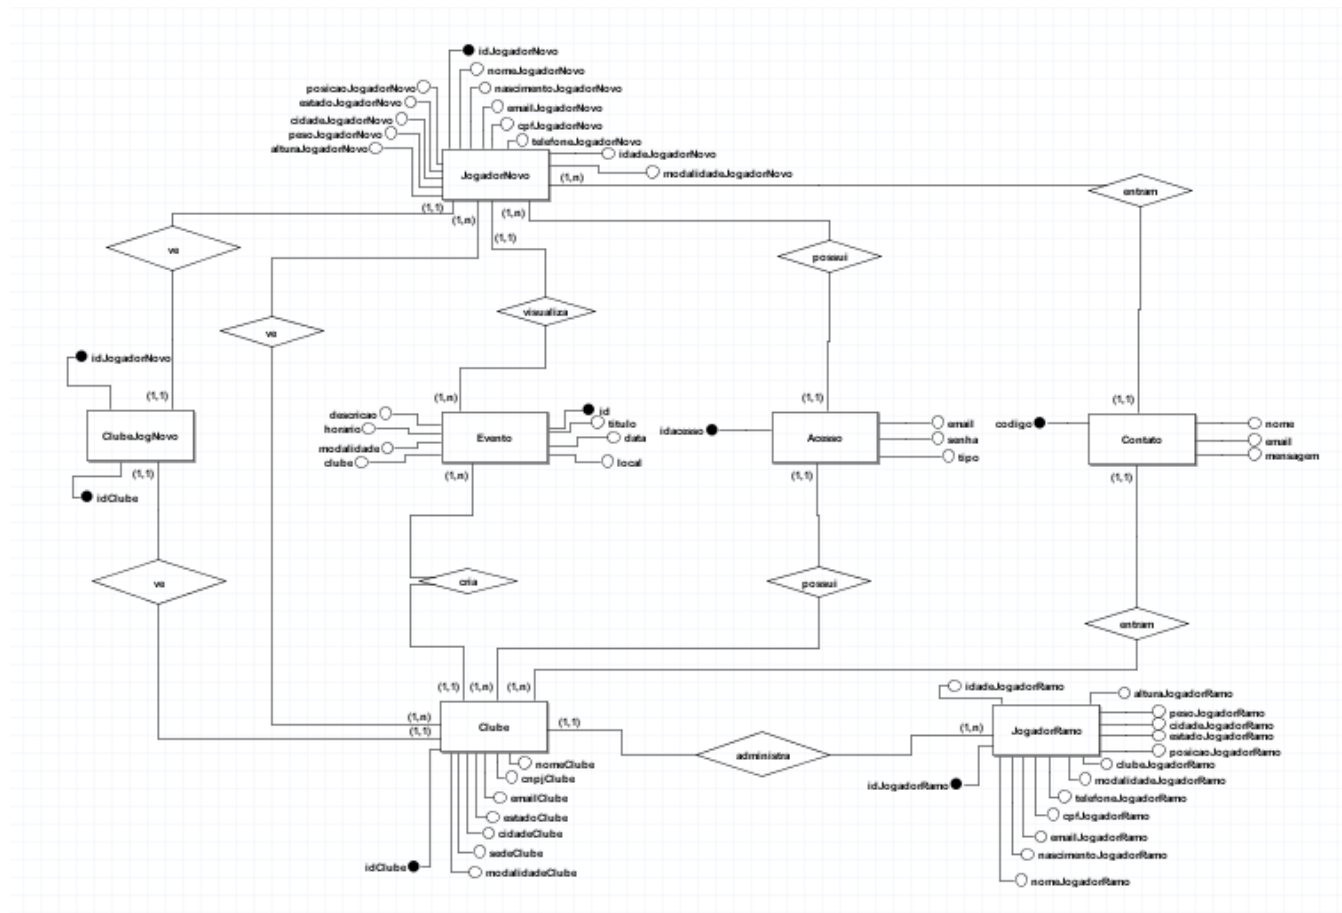 idJogadorNovo
nomeJogadorNovo
posicaoJogadorNovo
nascimentoJogadorNovo
estadoJogadorNovo
emailJogadorNovo
cidadeJogadorNovo
cpfJogadorNovo
pesoJogadorNovo
telefoneJogadorNovo
alturaJogadorNovo
idadeJogadorNovo
modalidadeJogadorNovo
JogadorNovo
(1,n)
entram
(1,1)
(1,n)
(1,n)
(1,1)
ve
possui
visualiza
ve
idJogadorNovo
(1,1)
(1,n)
(1,1)
(1,1)
ClubeJogNovo
descricao
horario
modalidade
clube
Evento
id
titulo
data
local
idacesso
Acesso
email
senha
tipo
codigo
Contato
nome
email
mensagem
(1,1)
(1,n)
(1,1)
(1,1)
idClube
ve
cria
possui
entram
(1,1)
(1,n)
(1,n)
(1,n)
(1,1)
Clube
(1,1)
administra
(1,n)
JogadorRamo
idadeJogadorRamo
alturaJogadorRamo
pesoJogadorRamo
cidadeJogadorRamo
estadoJogadorRamo
posicaoJogadorRamo
clubeJogadorRamo
modalidadeJogadorRamo
idJogadorRamo
telefoneJogadorRamo
cpfJogadorRamo
emailJogadorRamo
nascimentoJogadorRamo
nomeJogadorRamo
nomeClube
cnpjClube
emailClube
estadoClube
cidadeClube
sedeClube
idClube
modalidadeClube